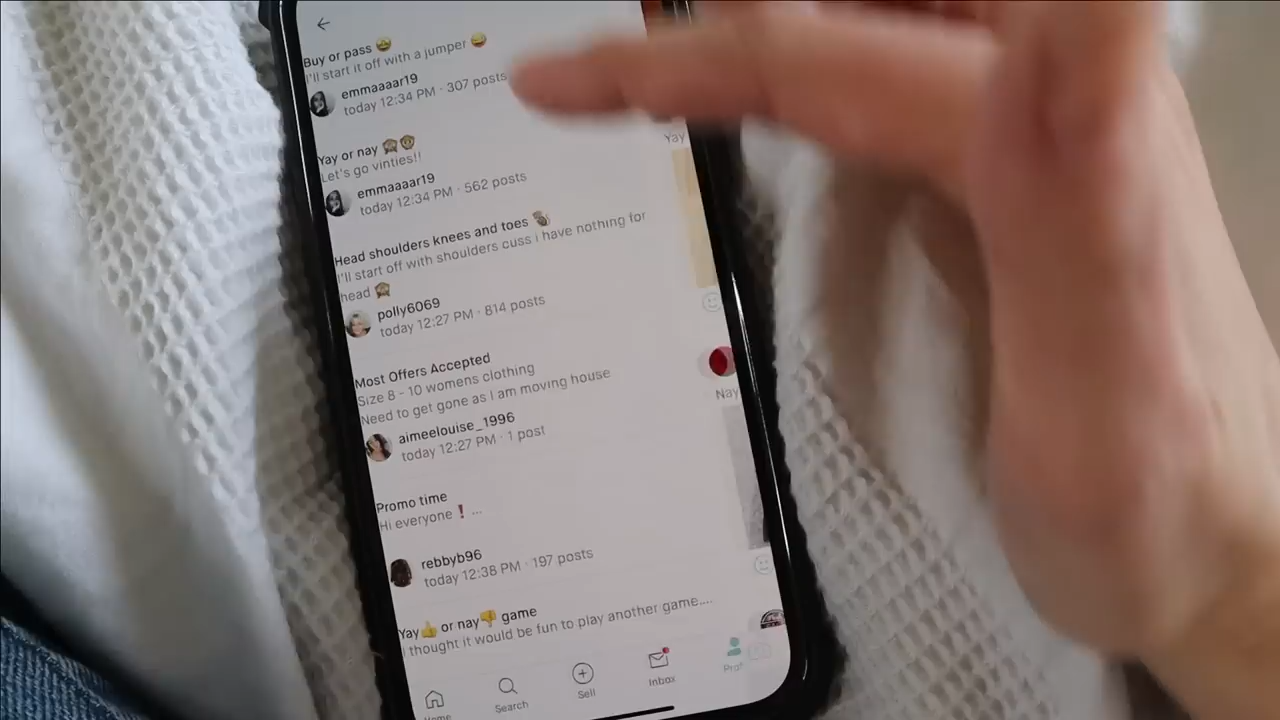 Buy or pass 🤩
I'll start it off with a jumper 😄
emmaaaar19
today 12:34 PM · 307 posts
Yay or nay 🙈🐵
Let's go vinties!!
emmaaaar19
today 12:34 PM · 562 posts
Head shoulders knees and toes
I'll start off with shoulders cuss i have nothing for
head 🙈
polly6069
today 12:27 PM · 814 posts
Most Offers Accepted
Size 8 - 10 womens clothing
Need to get gone as I am moving house
aimeelouise_1996
today 12:27 PM · 1 post
Promo time
Hi everyone❗...
rebbyb96
today 12:38 PM · 197 posts
Yay👍 or nay👎 game
I thought it would be fun to play another game....
Home
Search
Sell
Inbox
Yay
Nay